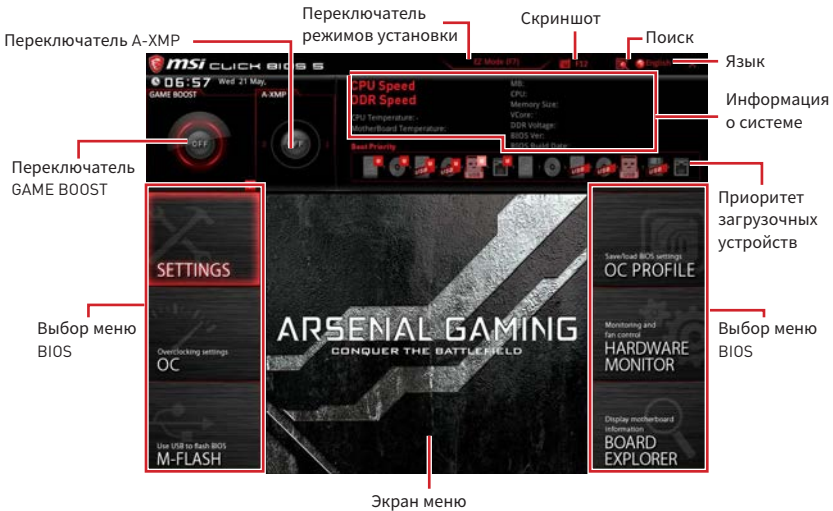 Переключатель
режимов установки
Скриншот
Поиск
Переключатель A-XMP
Язык
msi CLICK BIOS 5
EZ Mode (F7)
F12
English
06:57 Wed 21 May,
GAME BOOST
A-XMP
OFF
OFF
CPU Speed
DDR Speed
CPU Temperature: -
MotherBoard Temperature:
MB:
CPU:
Memory Size:
VCore:
DDR Voltage:
BIOS Ver:
BIOS Build Date:
Boot Priority
USB
USB
USB
USB
Информация
о системе
Переключатель
GAME BOOST
Приоритет
загрузочных
устройств
SETTINGS
Overclocking settings
OC
Use USB to flash BIOS
M-FLASH
ARSENAL GAMING
CONQUER THE BATTLEFIELD
Save/load BIOS settings
OC PROFILE
Monitoring and
fan control
HARDWARE
MONITOR
Display motherboard
information
BOARD
EXPLORER
Выбор меню
BIOS
Выбор меню
BIOS
Экран меню